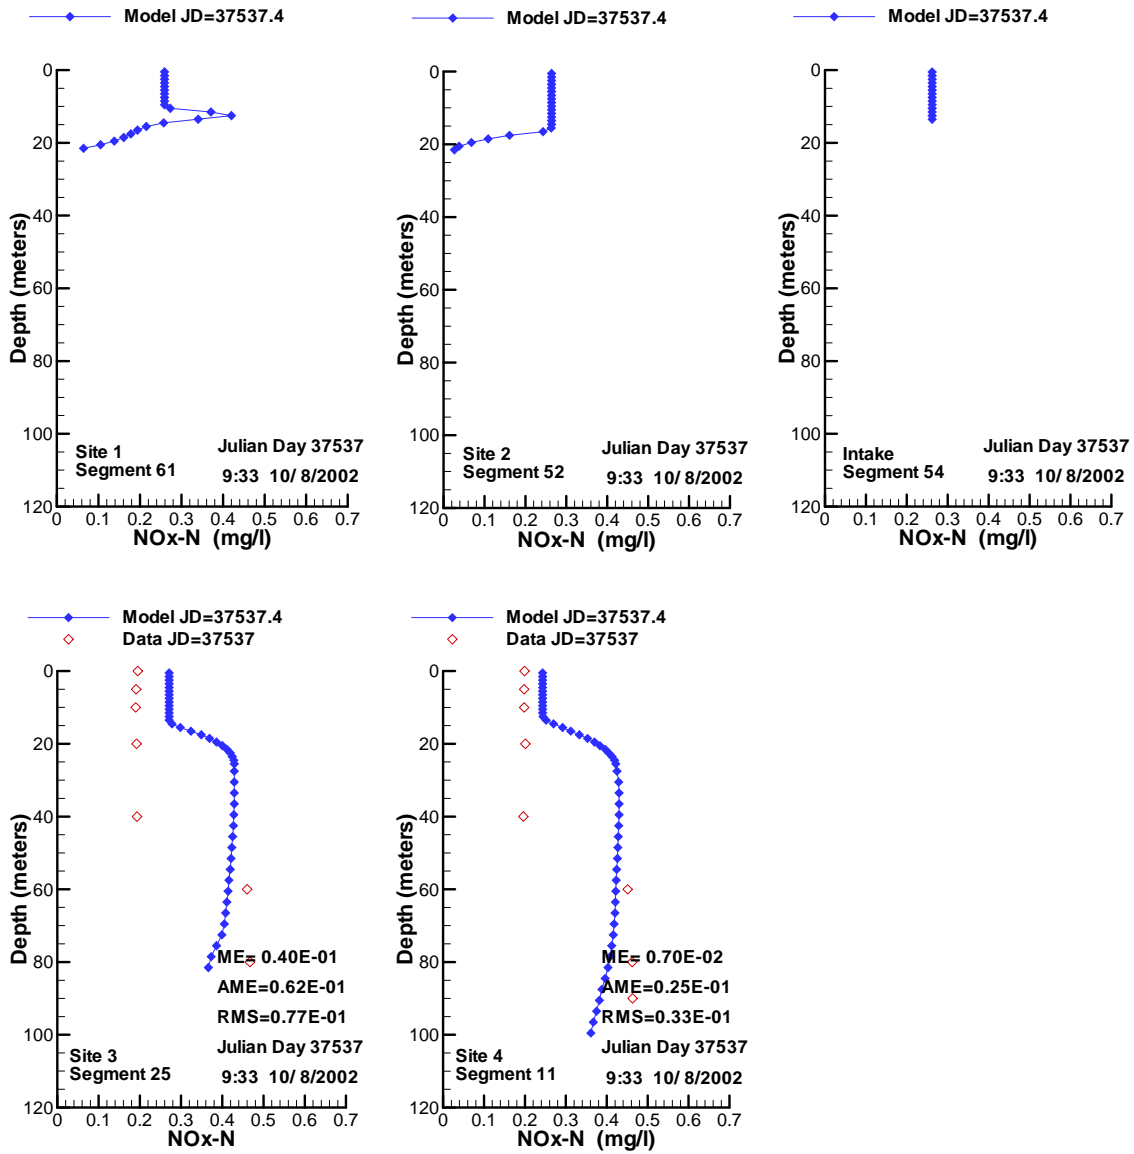 Model JD=37537.4
0
20
40
60
80
100
120
Depth (meters)
Site 1
Segment 61
Julian Day 37537
9:33 10/ 8/2002
0 0.1 0.2 0.3 0.4 0.5 0.6 0.7
NOx-N (mg/l)
Model JD=37537.4
0
20
40
60
80
100
120
Depth (meters)
Site 2
Segment 52
Julian Day 37537
9:33 10/ 8/2002
0 0.1 0.2 0.3 0.4 0.5 0.6 0.7
NOx-N (mg/l)
Model JD=37537.4
0
20
40
60
80
100
120
Depth (meters)
Intake
Segment 54
Julian Day 37537
9:33 10/ 8/2002
0 0.1 0.2 0.3 0.4 0.5 0.6 0.7
NOx-N (mg/l)
Model JD=37537.4
Data JD=37537
0
20
40
60
80
100
120
Depth (meters)
ME= 0.40E-01
AME=0.62E-01
RMS=0.77E-01
Site 3
Segment 25
Julian Day 37537
9:33 10/ 8/2002
0 0.1 0.2 0.3 0.4 0.5 0.6 0.7
NOx-N
Model JD=37537.4
Data JD=37537
0
20
40
60
80
100
120
Depth (meters)
ME= 0.70E-02
AME=0.25E-01
RMS=0.33E-01
Site 4
Segment 11
Julian Day 37537
9:33 10/ 8/2002
0 0.1 0.2 0.3 0.4 0.5 0.6 0.7
NOx-N (mg/l)